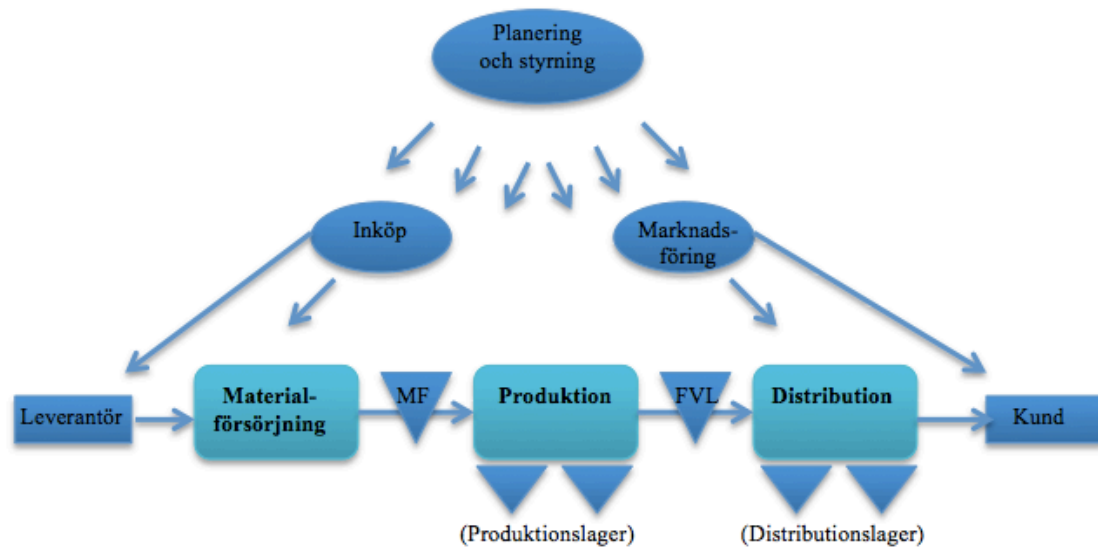 Planering
och styrning
Inköp
Marknads-
föring
Leverantör
Material-
försörjning
MF
Produktion
FVL
Distribution
Kund
(Produktionslager)
(Distributionslager)